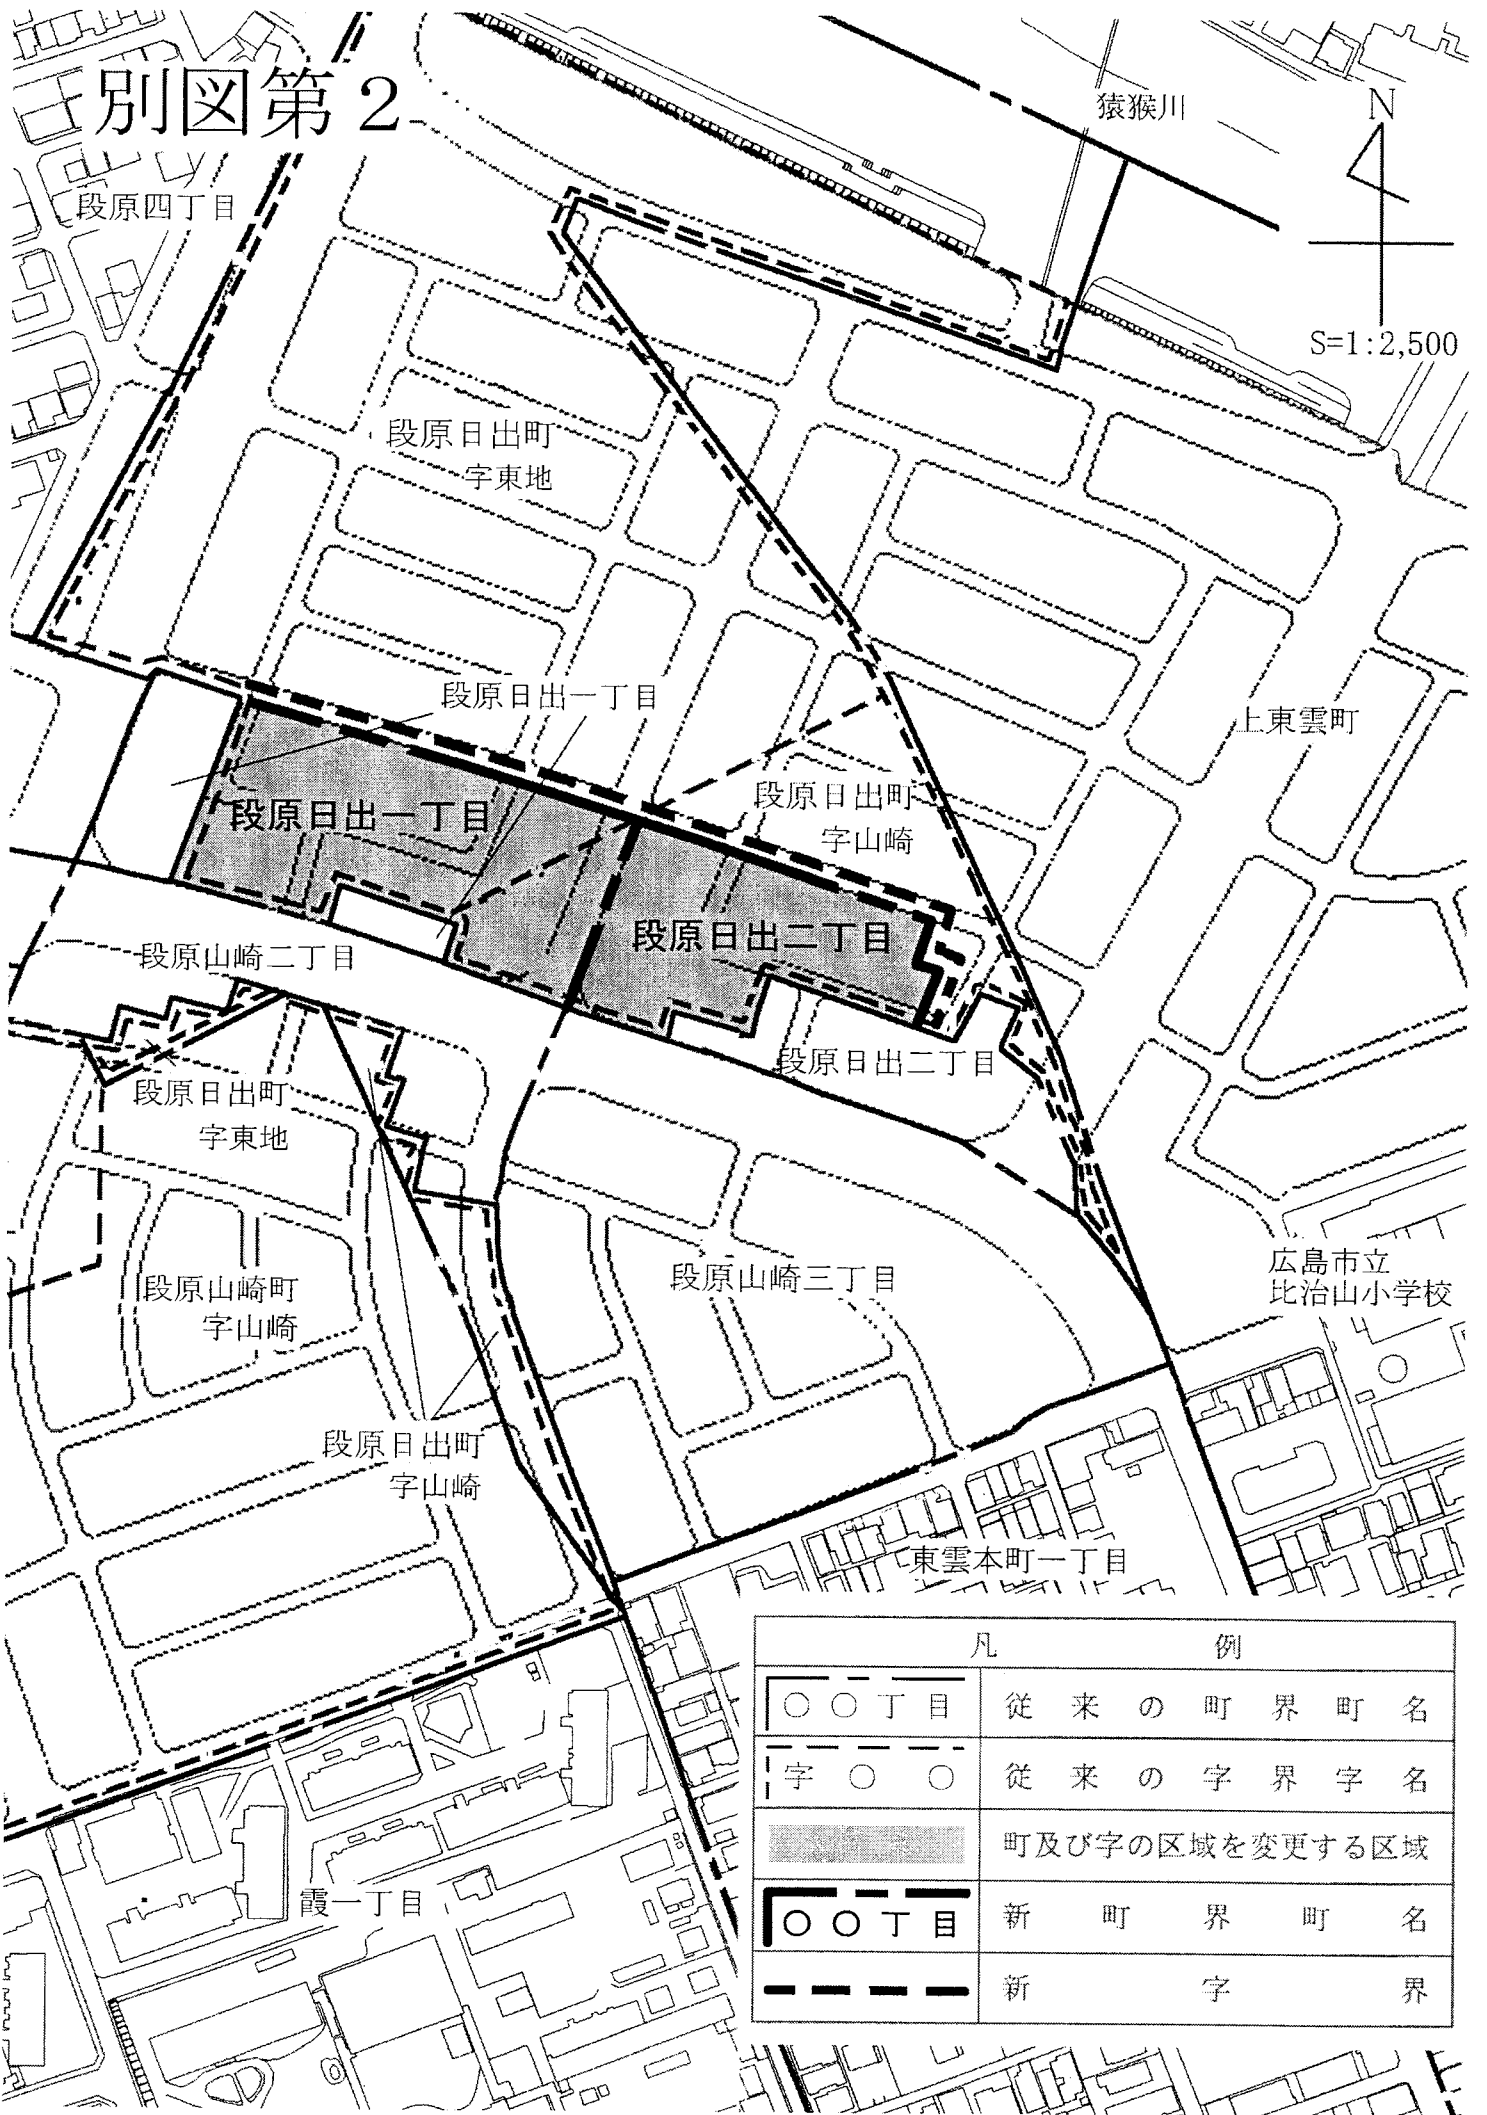 別図第２
猿猴川
N
S=1:2,500
段原四丁目
段原日出町
字東地
段原日出一丁目
上東雲町
段原日出町
字山崎
段原日出一丁目
段原日出二丁目
段原山崎二丁目
段原日出二丁目
段原日出町
字東地
広島市立
比治山小学校
段原山崎町
字山崎
段原山崎三丁目
段原日出町
字山崎
東雲本町一丁目
霞一丁目
凡例
○○丁目 従来の町界町名
字○○ 従来の字界字名
町及び字の区域を変更する区域
○○丁目 新町界町名
新字界